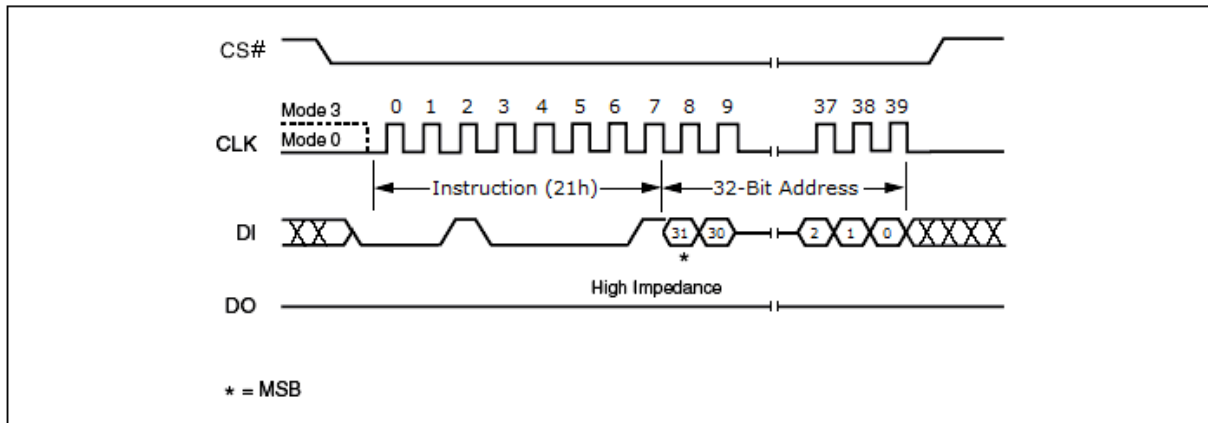 CS#
Mode 3
0 1 2 3 4 5 6 7 8 9 37 38 39
Mode 0
CLK
Instruction (21h) 32-Bit Address
DI 31 30 2 1 0
*
High Impedance
DO
* = MSB